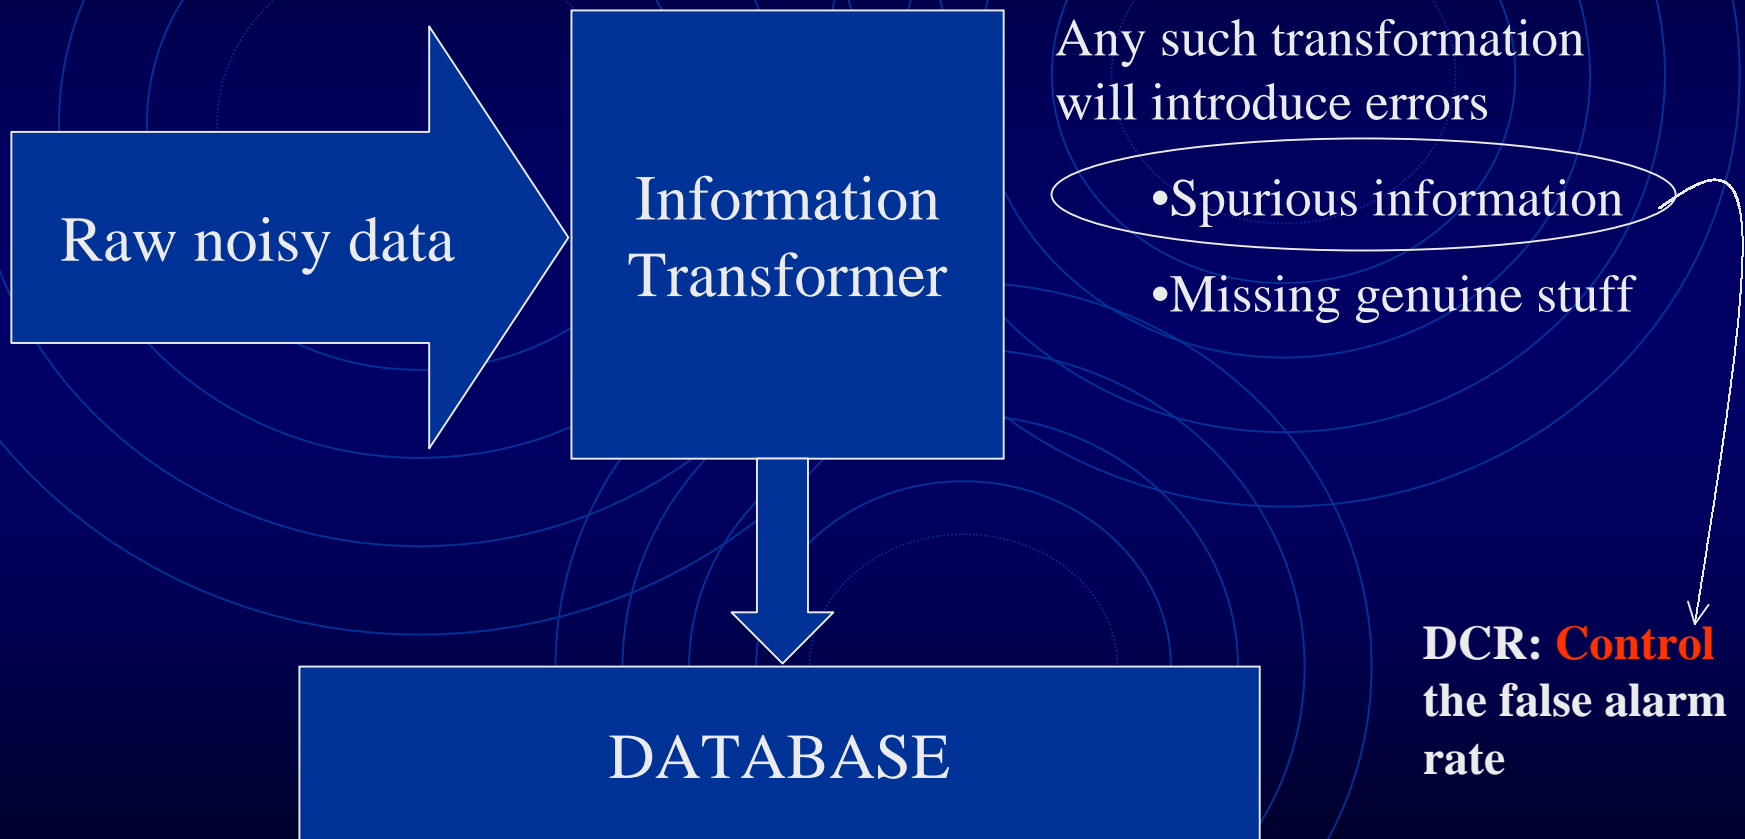 Raw noisy data
Information
Transformer
Any such transformation
will introduce errors
•Spurious information
•Missing genuine stuff
DATABASE
DCR: Control
the false alarm
rate